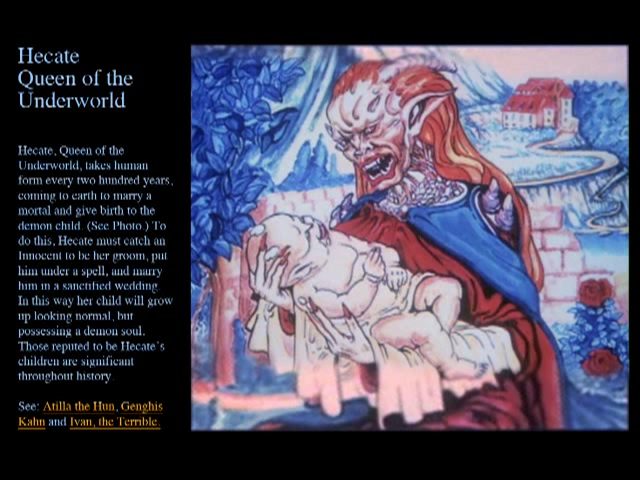 Hecate
Queen of the
Underworld
Hecate, Queen of the
Underworld, takes human
form every two hundred years,
coming to earth to marry a
mortal and give birth to the
demon child. (See Photo.) To
do this, Hecate must catch an
Innocent to be her groom, put
him under a spell, and marry
him in a sanctified wedding.
In this way her child will grow
up looking normal, but
possessing a demon soul.
Those reputed to be Hecate's
children are significant
throughout history.
See: Atilla the Hun, Genghis
Kahn and Ivan, the Terrible.